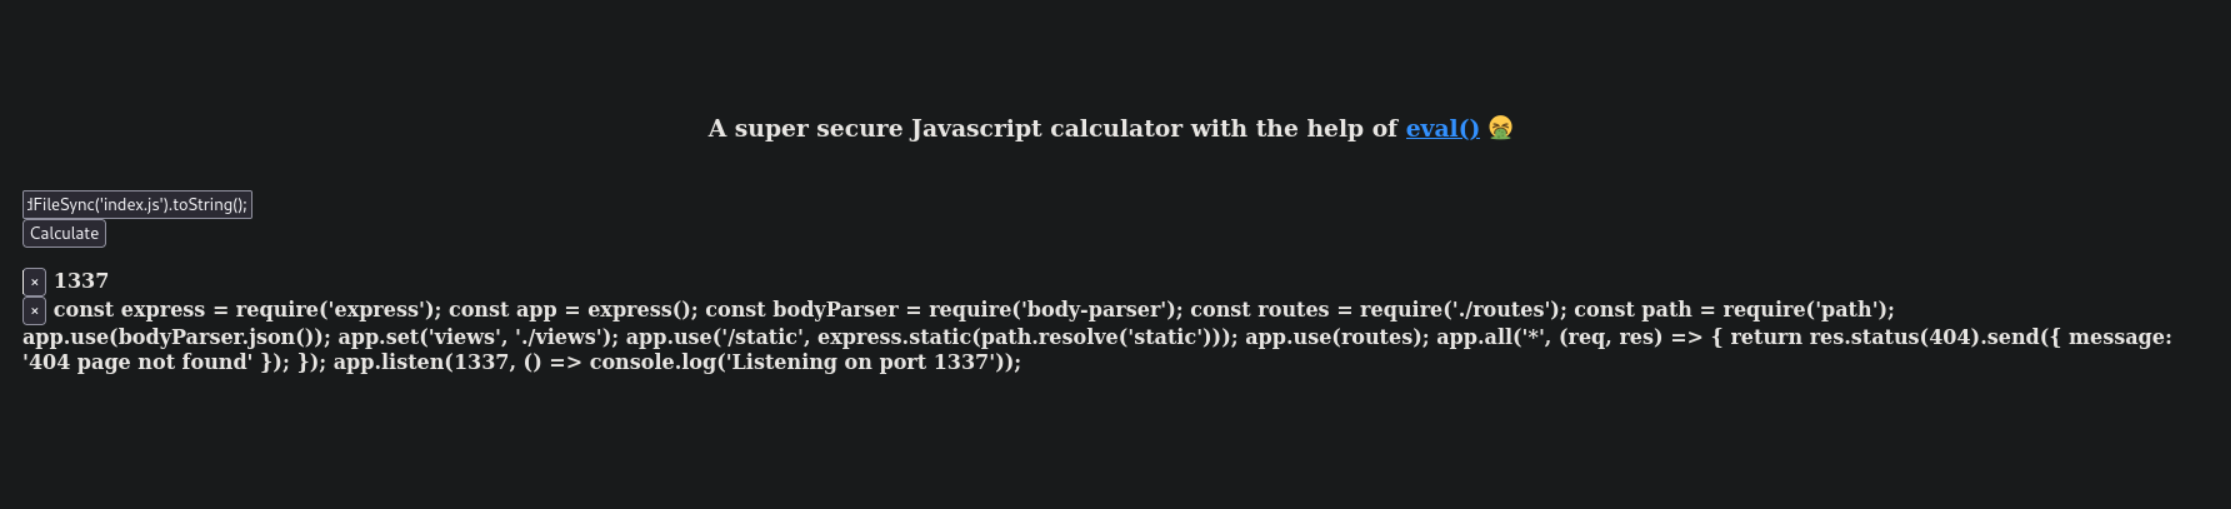 A super secure Javascript calculator with the help of eval() 🤮
dFileSync('index.js').toString();
Calculate
× 1337
× const express = require('express'); const app = express(); const bodyParser = require('body-parser'); const routes = require('./routes'); const path = require('path');
app.use(bodyParser.json()); app.set('views', './views'); app.use('/static', express.static(path.resolve('static'))); app.use(routes); app.all('*', (req, res) => { return res.status(404).send({ message:
'404 page not found' }); }); app.listen(1337, () => console.log('Listening on port 1337'));